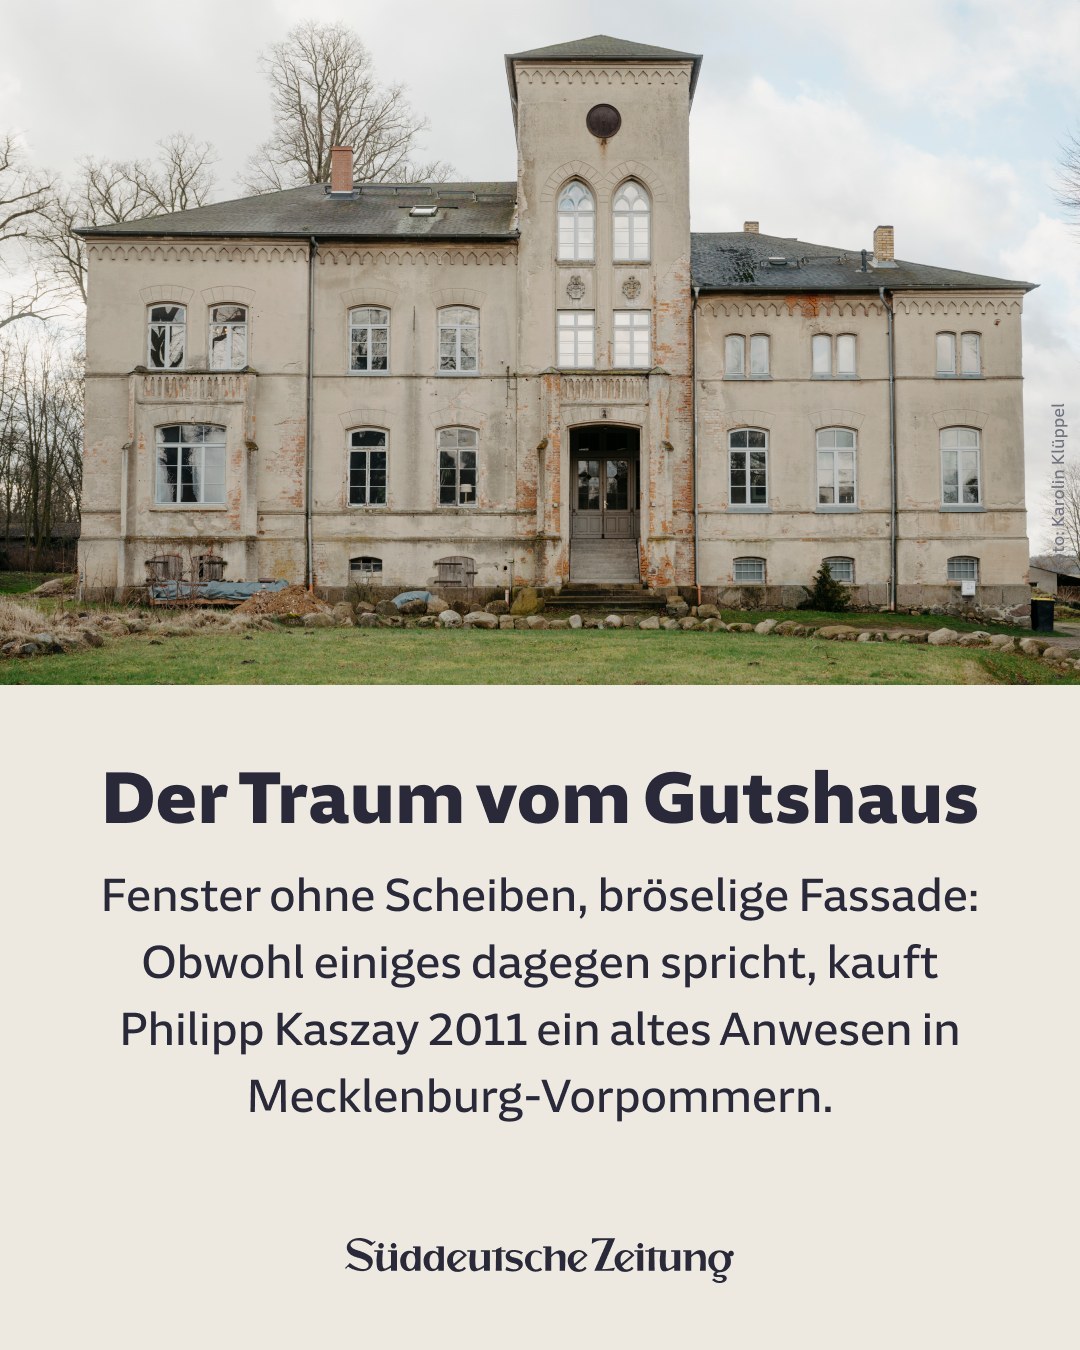 to: Karolin Klüppel
Der Traum vom Gutshaus
Fenster ohne Scheiben, bröselige Fassade:
Obwohl einiges dagegen spricht, kauft
Philipp Kaszay 2011 ein altes Anwesen in
Mecklenburg-Vorpommern.
Süddeutsche Zeitung